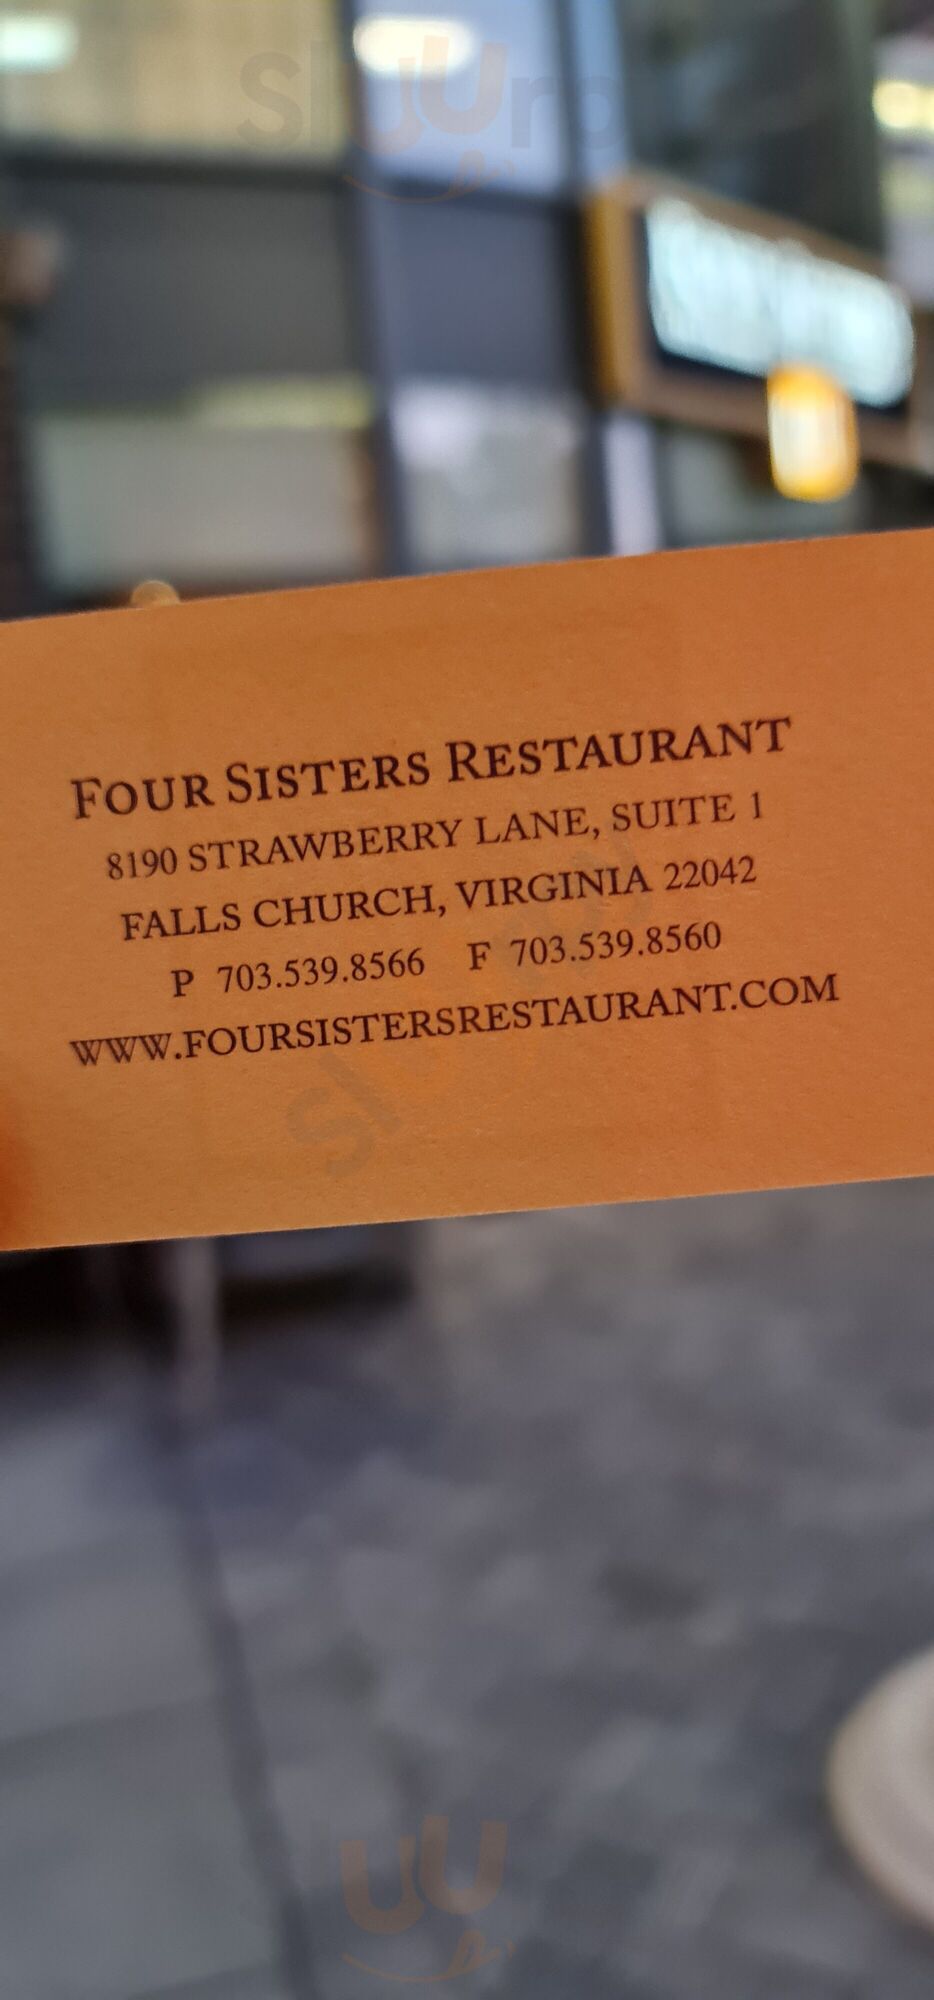 FOUR SISTERS RESTAURANT
8190 STRAWBERRY LANE, SUITE 1
FALLS CHURCH, VIRGINIA 22042
P 703.539.8566 F 703.539.8560
WWW.FOURSISTERSRESTAURANT.COM